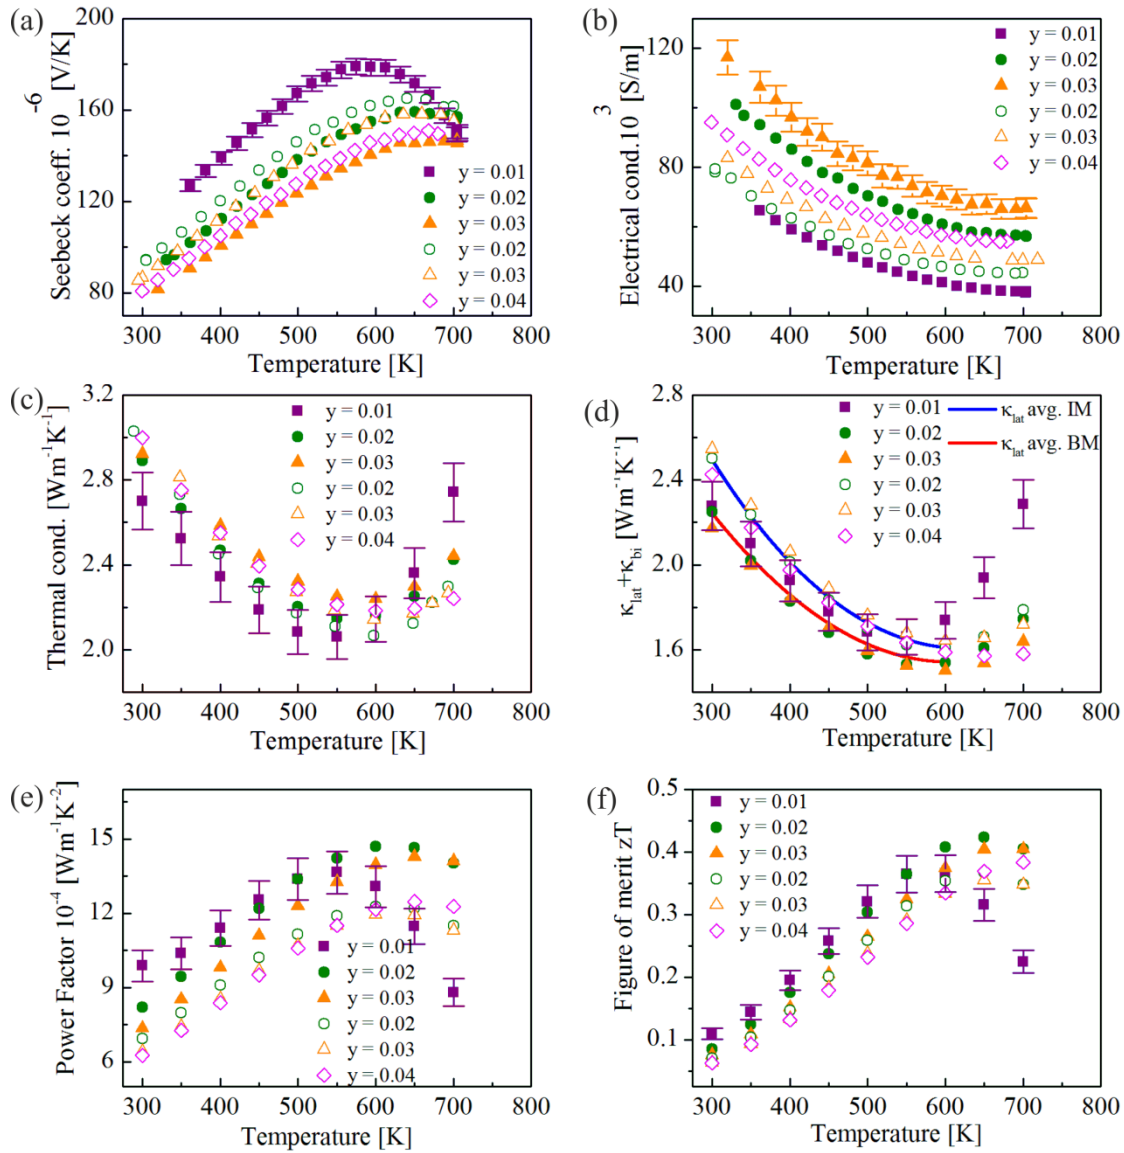 (a)
200
160
120
80
300 400 500 600 700 800
Seebeck coeff. 10⁻⁶ [V/K]
Temperature [K]
y = 0.01
y = 0.02
y = 0.03
y = 0.02
y = 0.03
y = 0.04
(b)
120
80
40
300 400 500 600 700 800
Electrical cond. 10³ [S/m]
Temperature [K]
y = 0.01
y = 0.02
y = 0.03
y = 0.02
y = 0.03
y = 0.04
(c)
3.2
2.8
2.4
2.0
300 400 500 600 700 800
Thermal cond. [Wm⁻¹K⁻¹]
Temperature [K]
y = 0.01
y = 0.02
y = 0.03
y = 0.02
y = 0.03
y = 0.04
(d)
2.8
2.4
2.0
1.6
300 400 500 600 700 800
κlat+κbi [Wm⁻¹K⁻¹]
Temperature [K]
y = 0.01
y = 0.02
y = 0.03
y = 0.02
y = 0.03
y = 0.04
κlat avg. IM
κlat avg. BM
(e)
15
12
9
6
300 400 500 600 700 800
Power Factor 10⁻⁴ [Wm⁻¹K⁻²]
Temperature [K]
y = 0.01
y = 0.02
y = 0.03
y = 0.02
y = 0.03
y = 0.04
(f)
0.5
0.4
0.3
0.2
0.1
300 400 500 600 700 800
Figure of merit zT
Temperature [K]
y = 0.01
y = 0.02
y = 0.03
y = 0.02
y = 0.03
y = 0.04